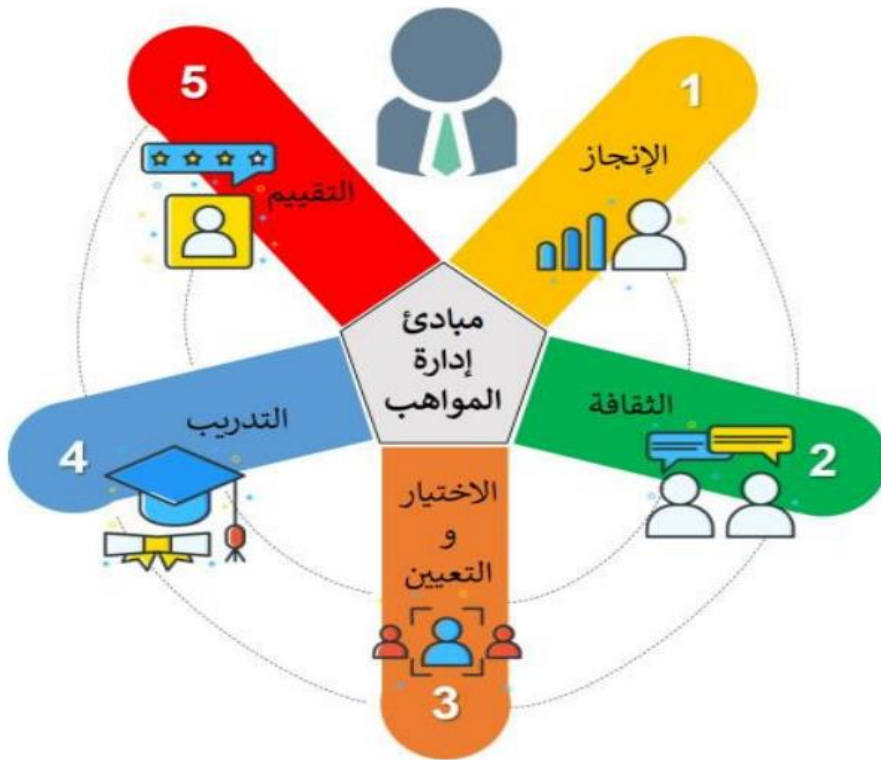 مبادئ
إدارة
المواهب
1
الإنجاز
2
الثقافة
3
الاختيار
و
التعيين
4
التدريب
5
التقييم